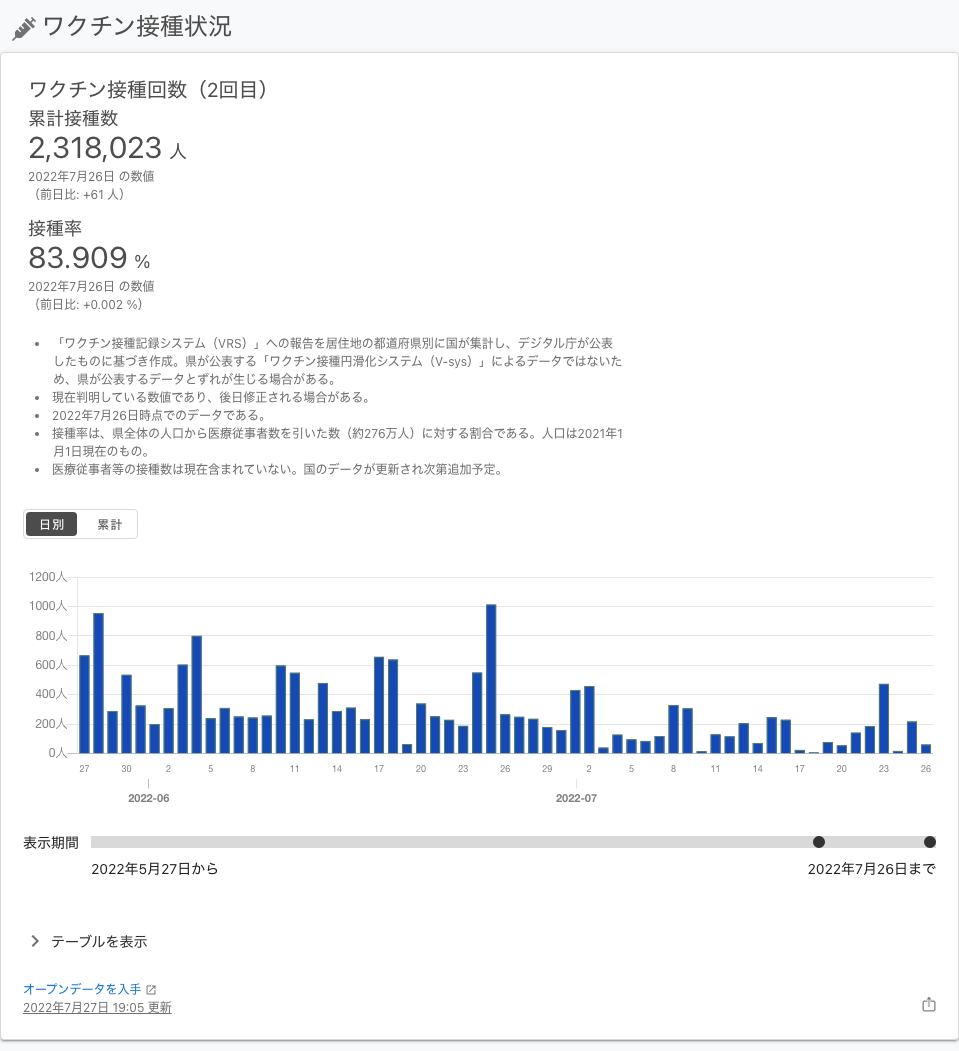 ワクチン接種状況
ワクチン接種回数（2回目）
累計接種数
2,318,023 人
2022年7月26日 の数値
（前日比: +61 人）
接種率
83.909 %
2022年7月26日 の数値
（前日比: +0.002 %）
• 「ワクチン接種記録システム（VRS）」への報告を居住地の都道府県別に国が集計し、デジタル庁が公表
したものに基づき作成。県が公表する「ワクチン接種円滑化システム（V-sys）」によるデータではないた
め、県が公表するデータとずれが生じる場合がある。
• 現在判明している数値であり、後日修正される場合がある。
• 2022年7月26日時点でのデータである。
• 接種率は、県全体の人口から医療従事者数を引いた数（約276万人）に対する割合である。人口は2021年1
月1日現在のもの。
• 医療従事者等の接種数は現在含まれていない。国のデータが更新され次第追加予定。
日別 累計
1200人
1000人
800人
600人
400人
200人
0人
27 30 2 5 8 11 14 17 20 23 26 29 2 5 8 11 14 17 20 23 26
2022-06 2022-07
表示期間
2022年5月27日から 2022年7月26日まで
テーブルを表示
オープンデータを入手
2022年7月27日 19:05 更新